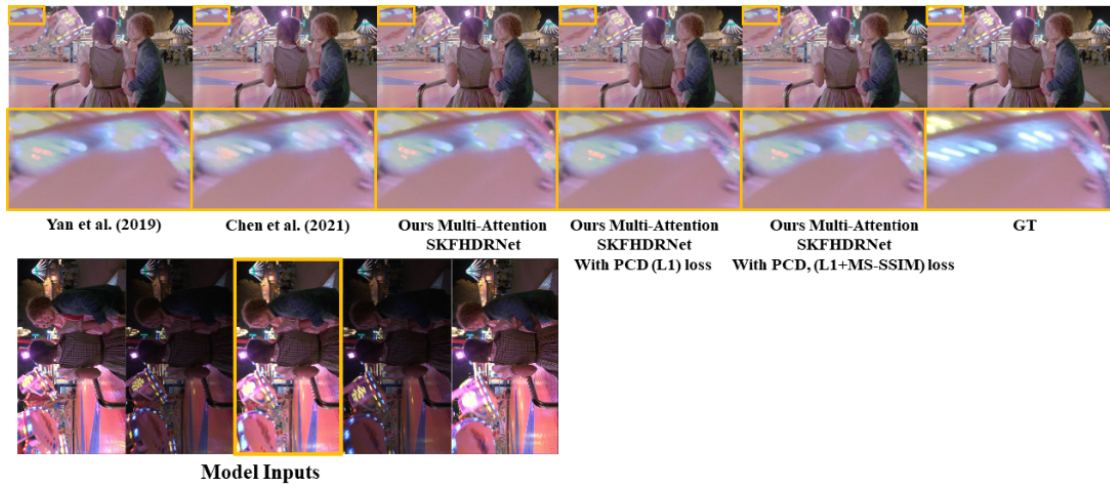 Yan et al. (2019)
Chen et al. (2021)
Ours Multi-Attention
SKFHDRNet
Ours Multi-Attention
SKFHDRNet
With PCD (L1) loss
Ours Multi-Attention
SKFHDRNet
With PCD, (L1+MS-SSIM) loss
GT
Model Inputs